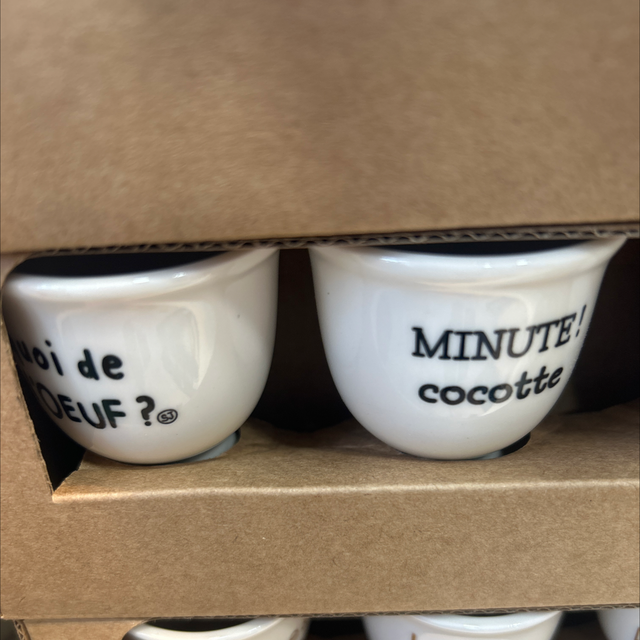 uoi de
OEUF ?
MINUTE !
cocotte